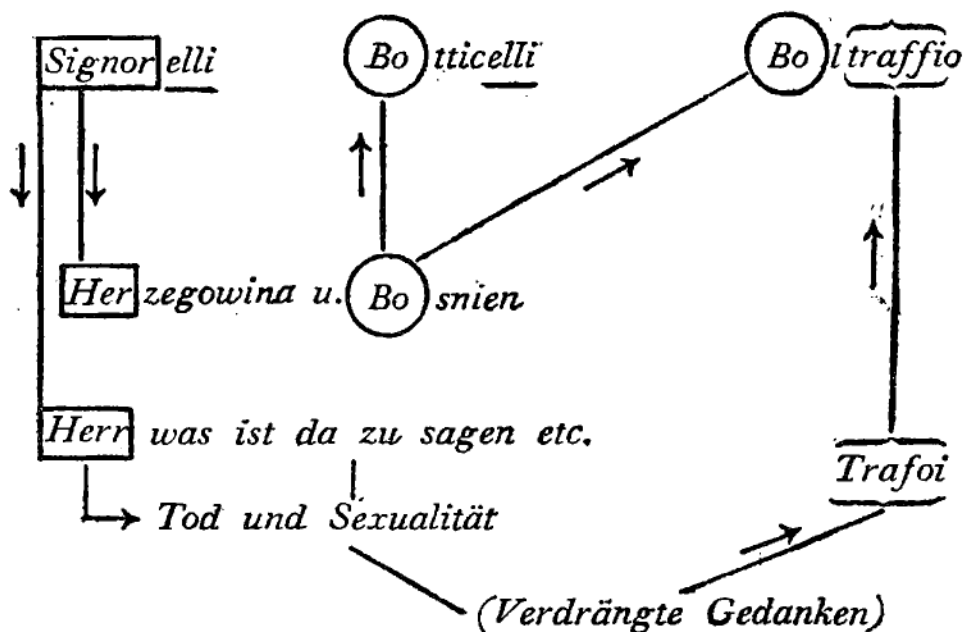 Signorelli Botticelli Boltraffio
Herzegowina u. Bosnien
Herr was ist da zu sagen etc.
Trafoi
Tod und Sexualität
(Verdrängte Gedanken)